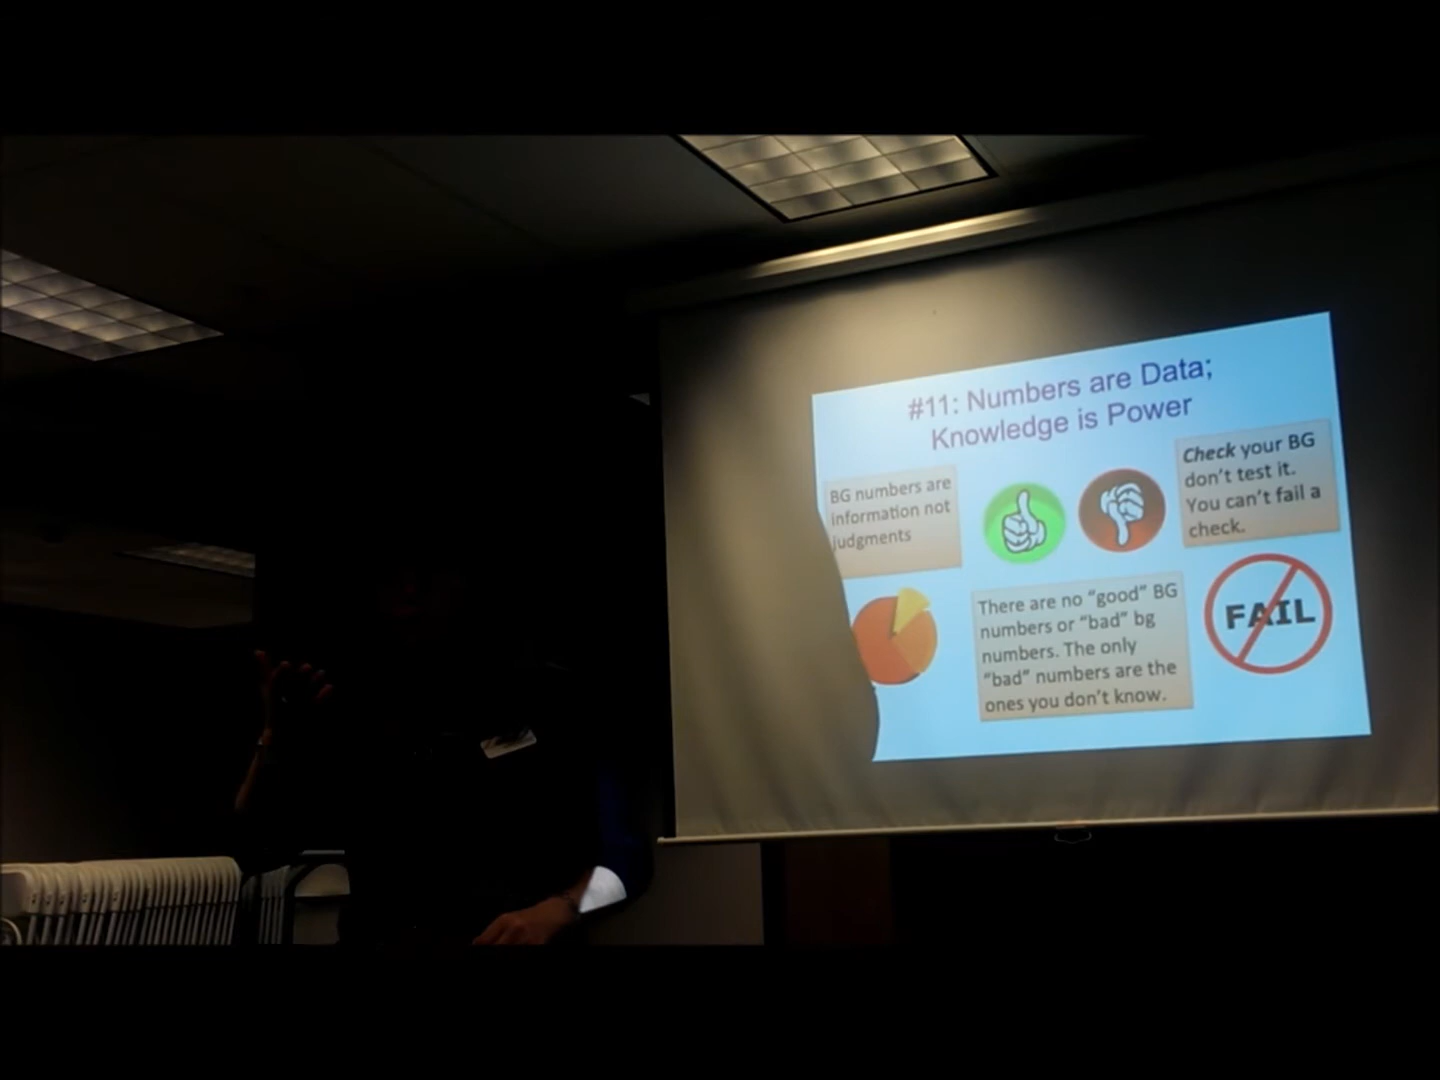 #11: Numbers are Data;
Knowledge is Power
BG numbers are
information not
judgments
Check your BG
don't test it.
You can't fail a
check.
There are no "good" BG
numbers or "bad" bg
numbers. The only
"bad" numbers are the
ones you don't know.
FAIL